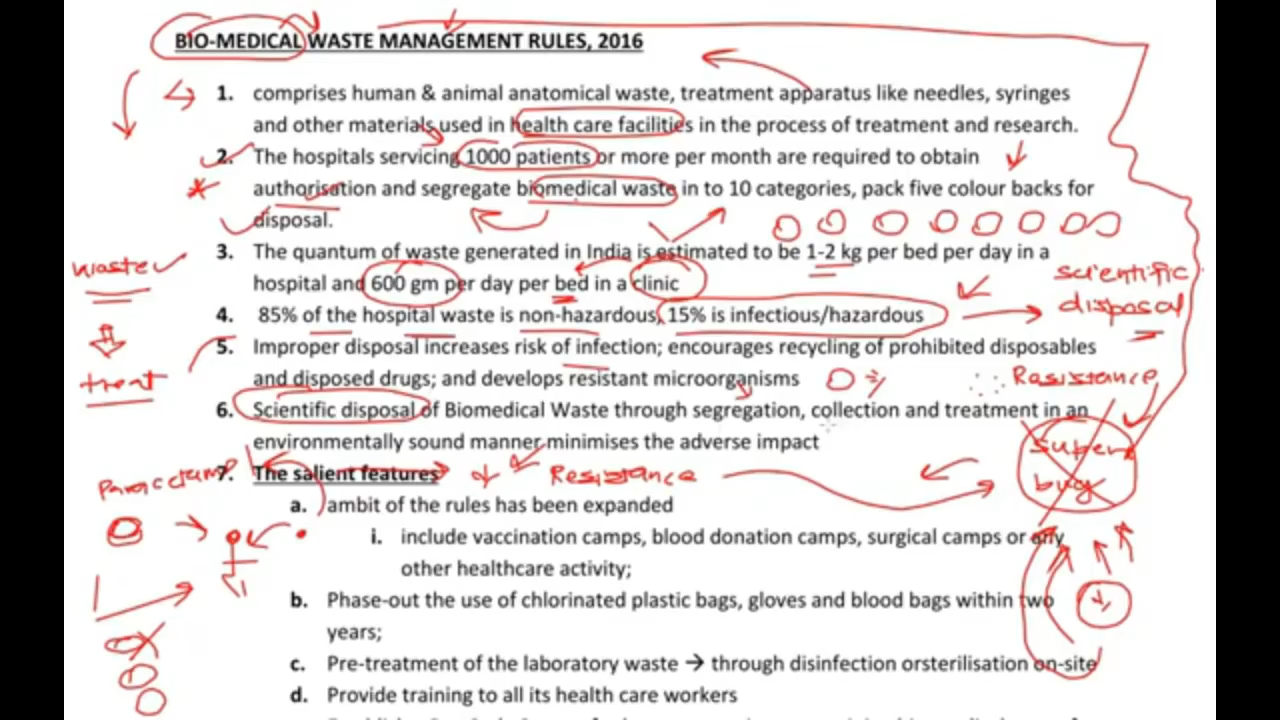 BIO-MEDICAL WASTE MANAGEMENT RULES, 2016
1. comprises human & animal anatomical waste, treatment apparatus like needles, syringes
and other materials used in health care facilities in the process of treatment and research.
2. The hospitals servicing 1000 patients or more per month are required to obtain
authorisation and segregate biomedical waste in to 10 categories, pack five colour backs for
disposal.
3. The quantum of waste generated in India is estimated to be 1-2 kg per bed per day in a
hospital and 600 gm per day per bed in a clinic
waste
scientific
disposal
4. 85% of the hospital waste is non-hazardous, 15% is infectious/hazardous
5. Improper disposal increases risk of infection; encourages recycling of prohibited disposables
and disposed drugs; and develops resistant microorganisms
treat
Resistance
6. Scientific disposal of Biomedical Waste through segregation, collection and treatment in an
environmentally sound manner minimises the adverse impact
super
bug
7. The salient features
Resistance
a. ambit of the rules has been expanded
i. include vaccination camps, blood donation camps, surgical camps or any
other healthcare activity;
b. Phase-out the use of chlorinated plastic bags, gloves and blood bags within two
years;
c. Pre-treatment of the laboratory waste → through disinfection orsterilisation on-site
d. Provide training to all its health care workers